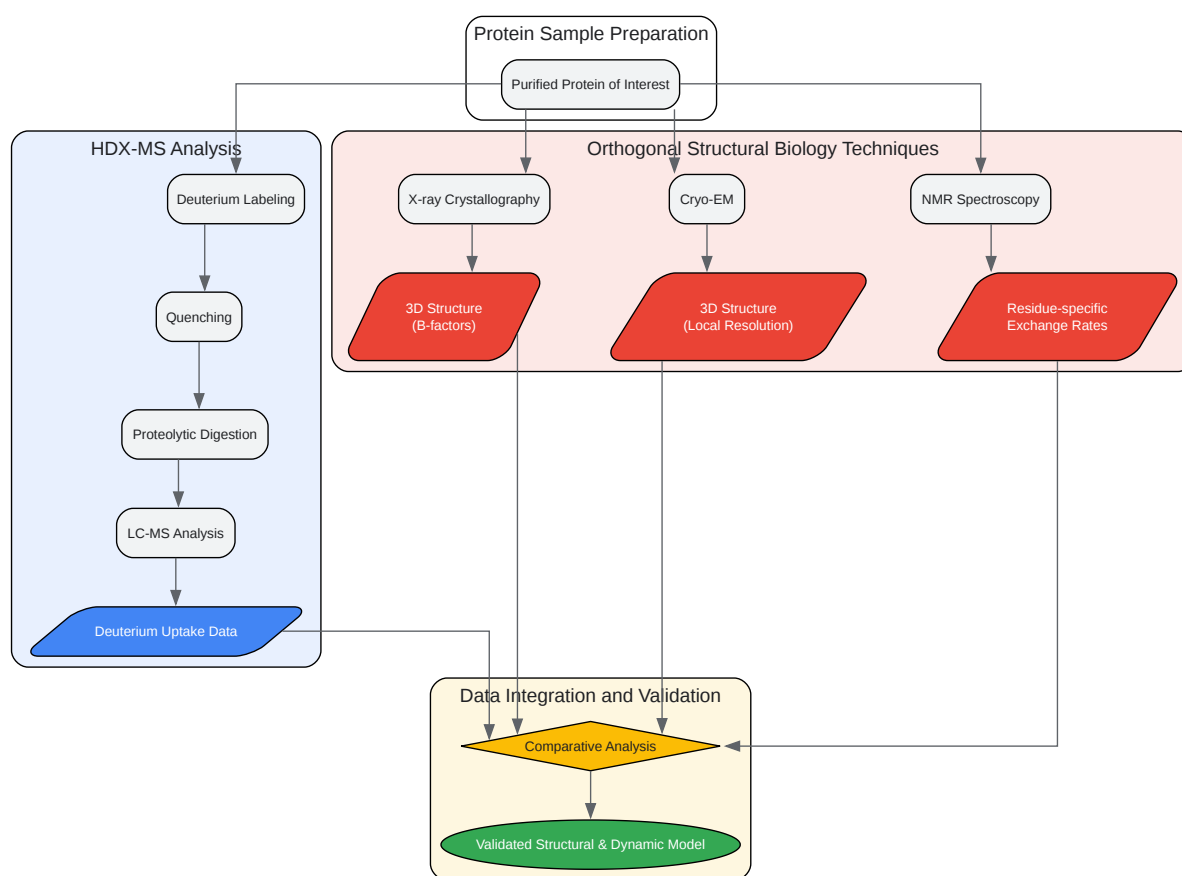 Protein Sample Preparation
Purified Protein of Interest
HDX-MS Analysis
Deuterium Labeling
Quenching
Proteolytic Digestion
LC-MS Analysis
Deuterium Uptake Data
Orthogonal Structural Biology Techniques
X-ray Crystallography
Cryo-EM
NMR Spectroscopy
3D Structure
(B-factors)
3D Structure
(Local Resolution)
Residue-specific
Exchange Rates
Data Integration and Validation
Comparative Analysis
Validated Structural & Dynamic Model